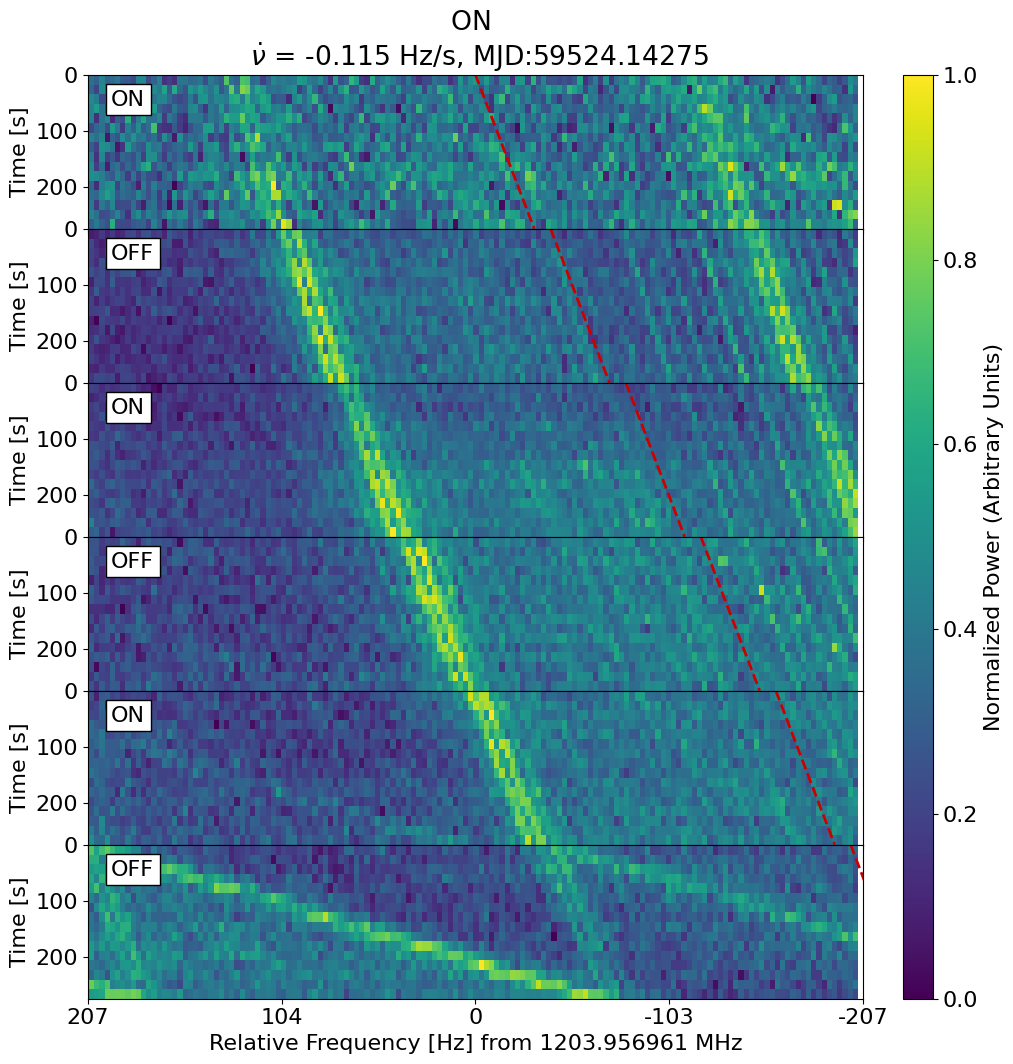 ON
ν̇ = -0.115 Hz/s, MJD:59524.14275
0
100
200
Time [s]
ON
0
100
200
Time [s]
OFF
0
100
200
Time [s]
ON
0
100
200
Time [s]
OFF
0
100
200
Time [s]
ON
0
100
200
Time [s]
OFF
207 104 0 -103 -207
Relative Frequency [Hz] from 1203.956961 MHz
1.0
0.8
0.6
0.4
0.2
0.0
Normalized Power (Arbitrary Units)